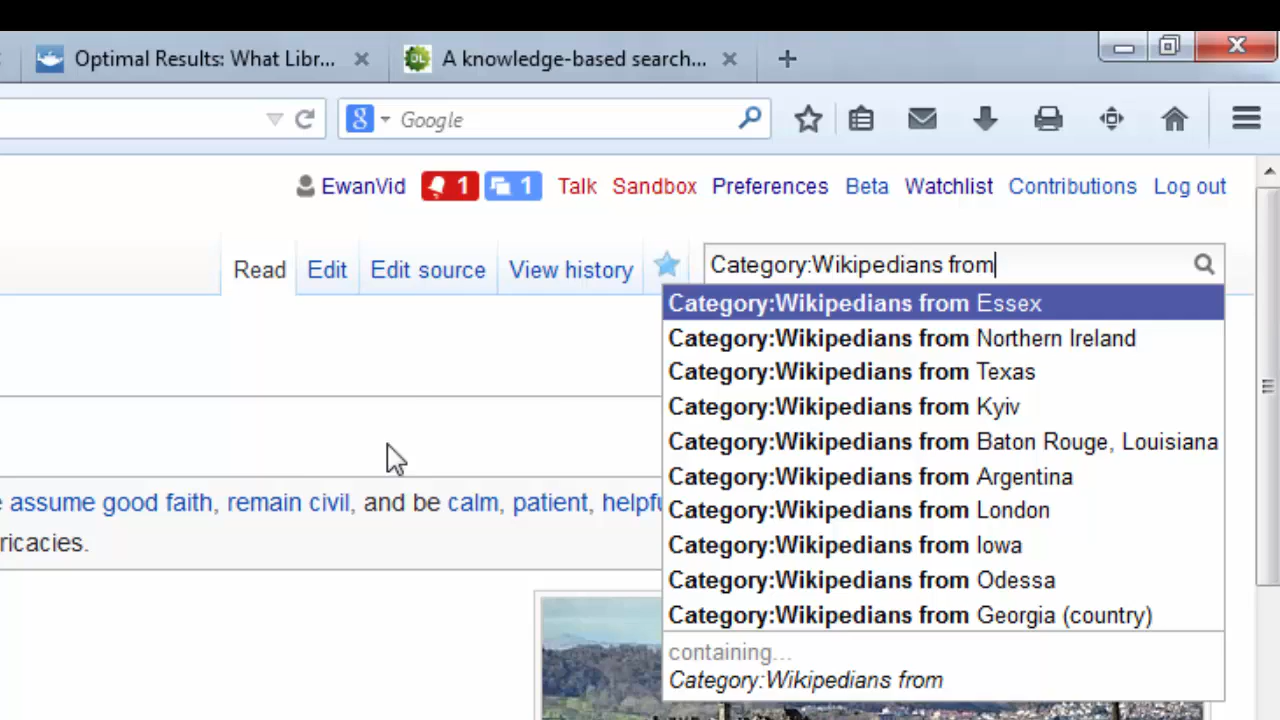 Optimal Results: What Libr...
A knowledge-based search...
Google
EwanVid 1 1 Talk Sandbox Preferences Beta Watchlist Contributions Log out
Read Edit Edit source View history Category:Wikipedians from
Category:Wikipedians from Essex
Category:Wikipedians from Northern Ireland
Category:Wikipedians from Texas
Category:Wikipedians from Kyiv
Category:Wikipedians from Baton Rouge, Louisiana
Category:Wikipedians from Argentina
Category:Wikipedians from London
Category:Wikipedians from Iowa
Category:Wikipedians from Odessa
Category:Wikipedians from Georgia (country)
containing...
Category:Wikipedians from
assume good faith, remain civil, and be calm, patient, helpfu
ricacies.